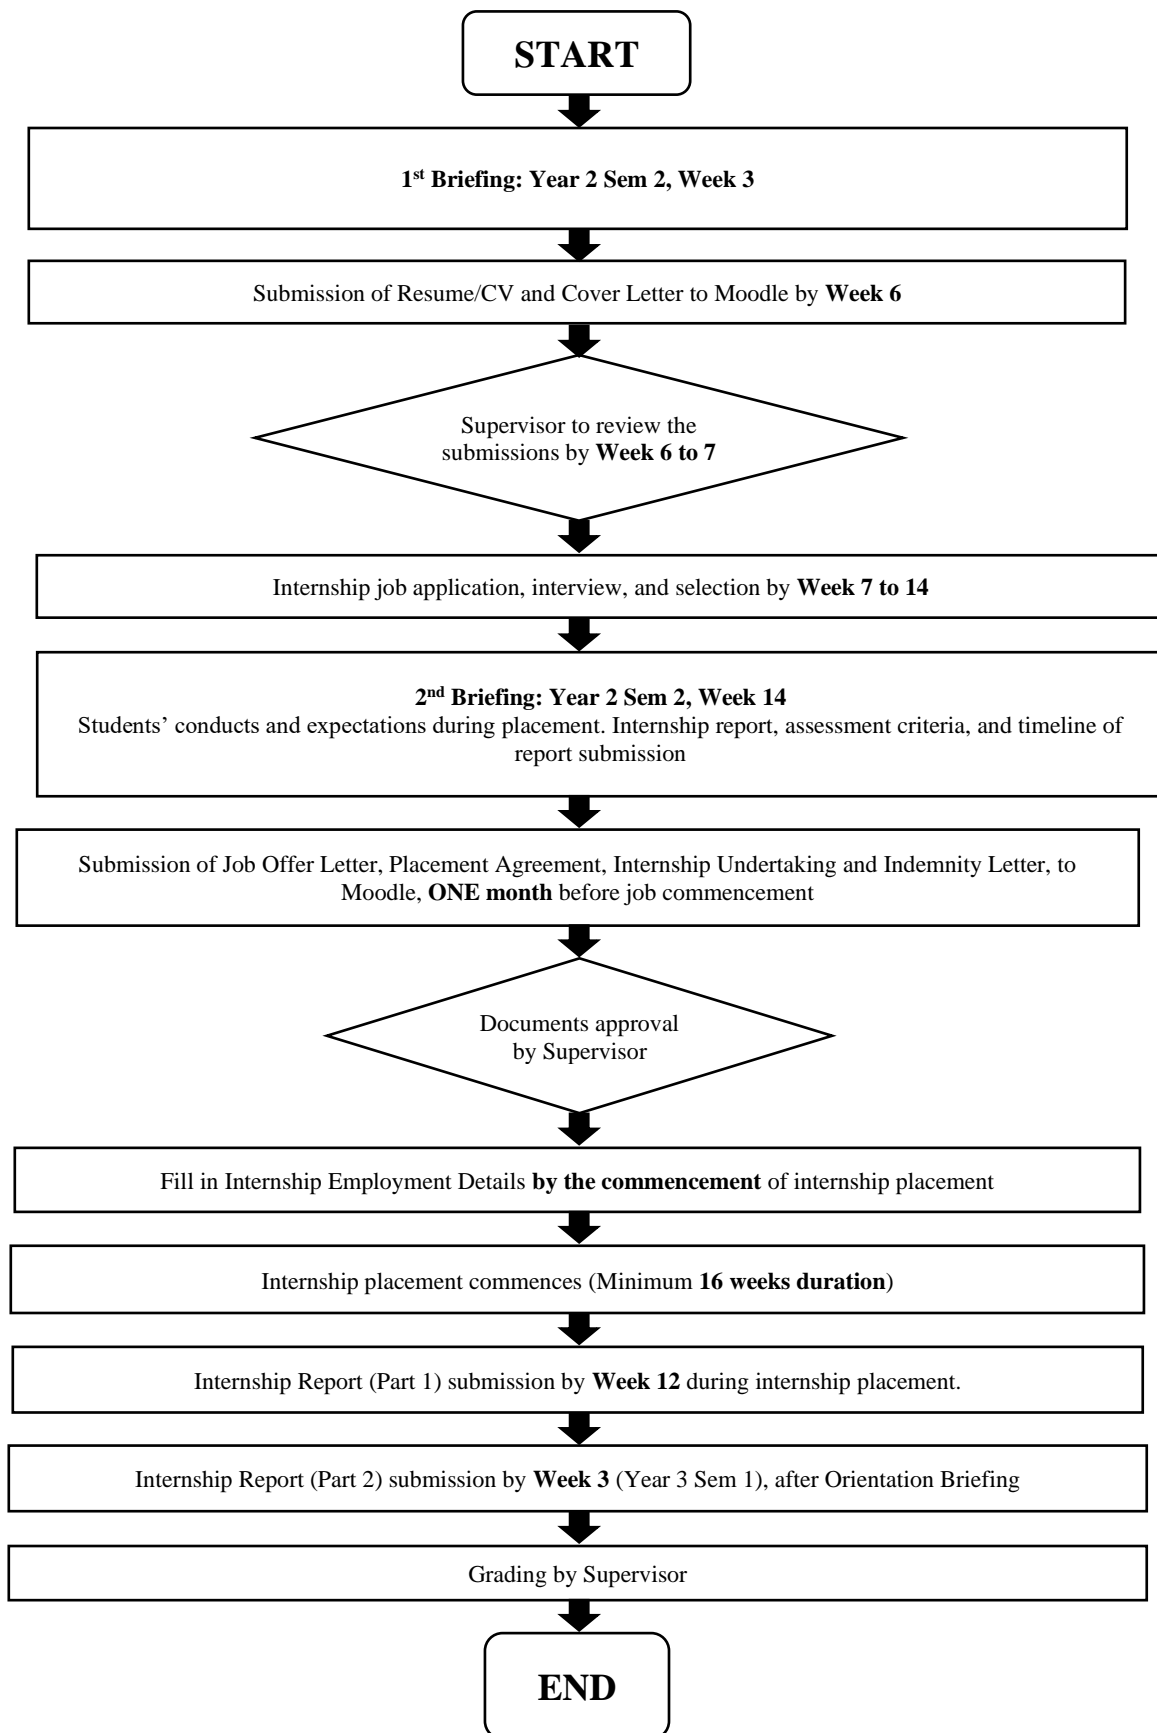 START
1st Briefing: Year 2 Sem 2, Week 3
Submission of Resume/CV and Cover Letter to Moodle by Week 6
Supervisor to review the
submissions by Week 6 to 7
Internship job application, interview, and selection by Week 7 to 14
2nd Briefing: Year 2 Sem 2, Week 14
Students’ conducts and expectations during placement. Internship report, assessment criteria, and timeline of
report submission
Submission of Job Offer Letter, Placement Agreement, Internship Undertaking and Indemnity Letter, to
Moodle, ONE month before job commencement
Documents approval
by Supervisor
Fill in Internship Employment Details by the commencement of internship placement
Internship placement commences (Minimum 16 weeks duration)
Internship Report (Part 1) submission by Week 12 during internship placement.
Internship Report (Part 2) submission by Week 3 (Year 3 Sem 1), after Orientation Briefing
Grading by Supervisor
END